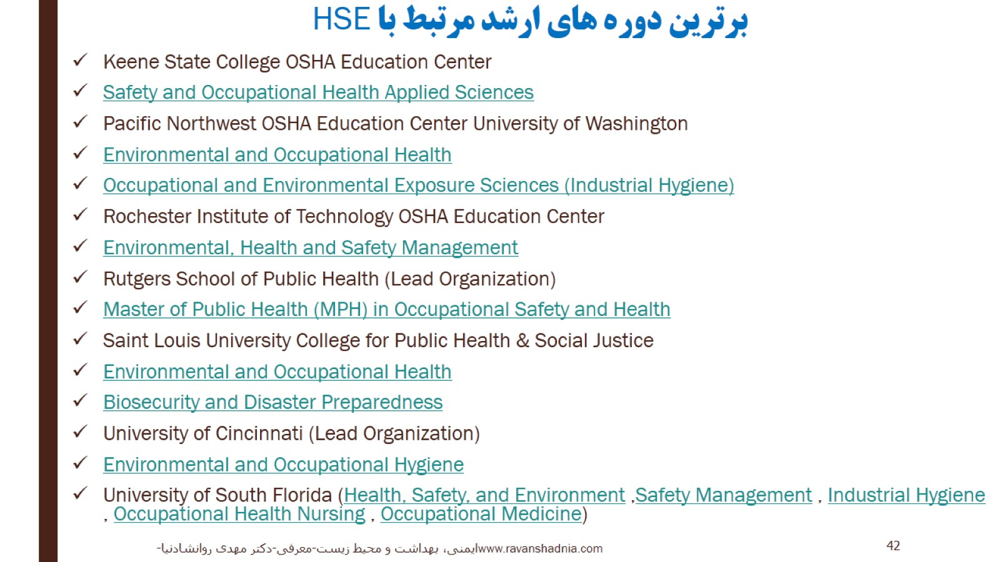 برترین دوره های ارشد مرتبط با HSE
✓ Keene State College OSHA Education Center
✓ Safety and Occupational Health Applied Sciences
✓ Pacific Northwest OSHA Education Center University of Washington
✓ Environmental and Occupational Health
✓ Occupational and Environmental Exposure Sciences (Industrial Hygiene)
✓ Rochester Institute of Technology OSHA Education Center
✓ Environmental, Health and Safety Management
✓ Rutgers School of Public Health (Lead Organization)
✓ Master of Public Health (MPH) in Occupational Safety and Health
✓ Saint Louis University College for Public Health & Social Justice
✓ Environmental and Occupational Health
✓ Biosecurity and Disaster Preparedness
✓ University of Cincinnati (Lead Organization)
✓ Environmental and Occupational Hygiene
✓ University of South Florida (Health, Safety, and Environment ,Safety Management , Industrial Hygiene
, Occupational Health Nursing , Occupational Medicine)
www.ravanshadnia.comایمنی، بهداشت و محیط زیست-معرفی-دکتر مهدی روانشادنیا-
42